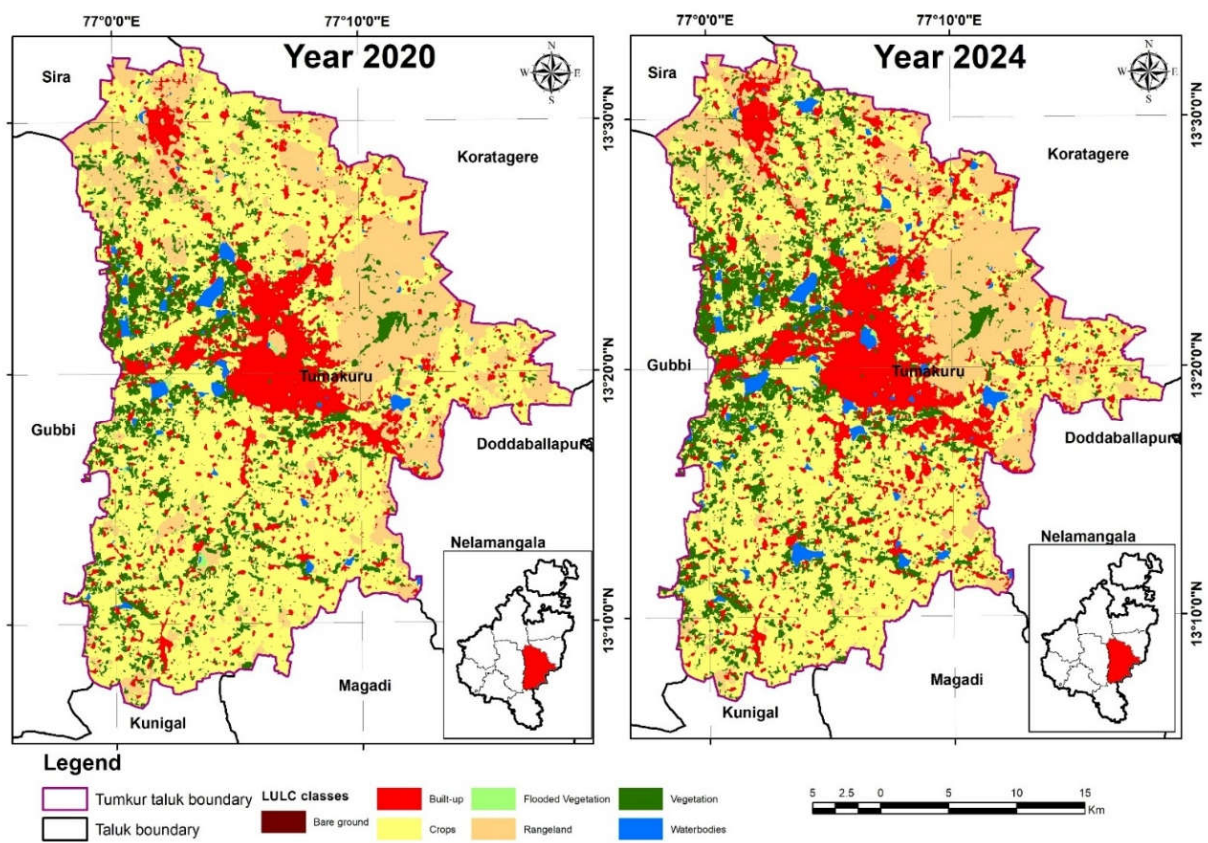 77°0'0"E 77°10'0"E 77°0'0"E 77°10'0"E
Year 2020
N
W E
S
Sira
Koratagere
13°30'0"N
Gubbi
Tumakuru
13°20'0"N
Gubbi
Doddaballapur
Nelamangala
13°10'0"N
Magadi
Kunigal
Year 2024
N
W E
S
Sira
Koratagere
13°30'0"N
Gubbi
Tumakuru
13°20'0"N
Doddaballapura
Nelamangala
13°10'0"N
Magadi
Kunigal
Legend
Tumkur taluk boundary
Taluk boundary
LULC classes
Bare ground
Built-up
Crops
Flooded Vegetation
Rangeland
Vegetation
Waterbodies
5 2.5 0 5 10 15
Km